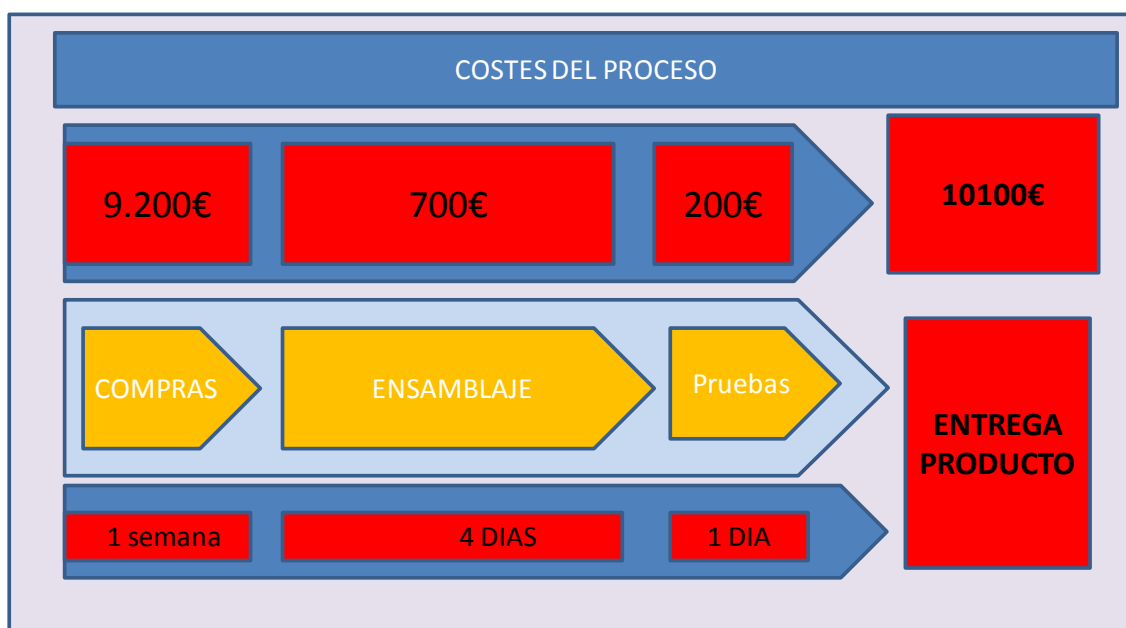 COSTES DEL PROCESO
9.200€
700€
200€
10100€
COMPRAS
ENSAMBLAJE
Pruebas
ENTREGA
PRODUCTO
1 semana
4 DIAS
1 DIA